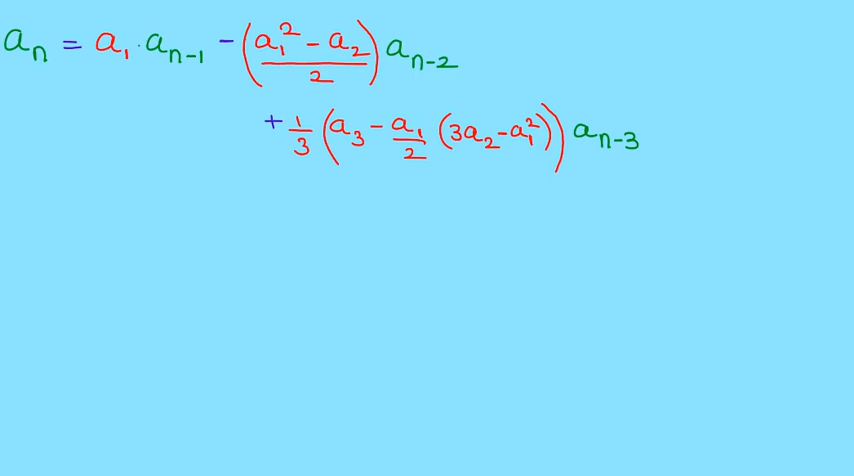 aₙ = a₁ · aₙ₋₁ - ((a₁² - a₂)/2) aₙ₋₂
+ 1/3 (a₃ - a₁/2 (3a₂ - a₁²)) aₙ₋₃